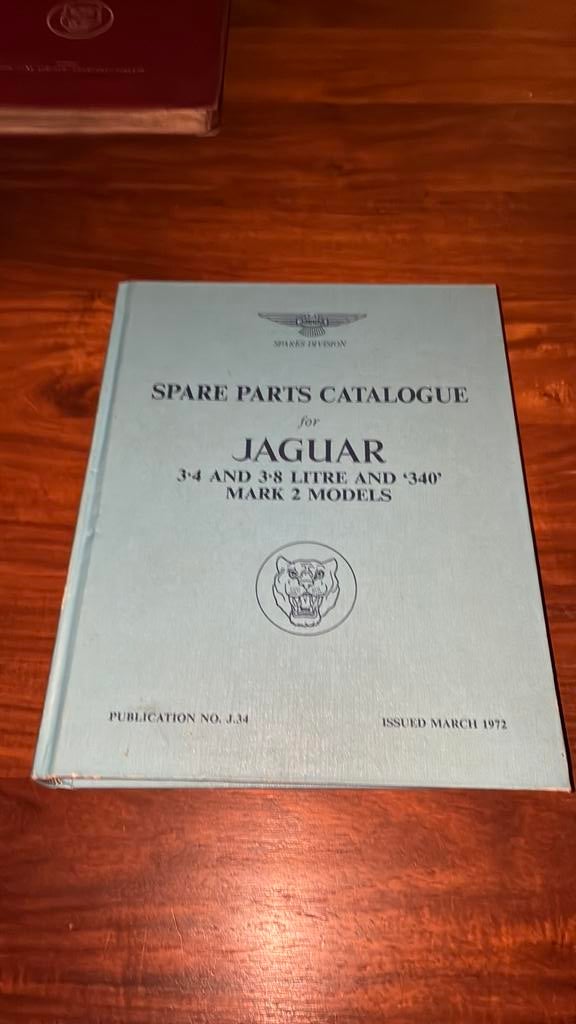 SPARES DIVISION
SPARE PARTS CATALOGUE
for
JAGUAR
3·4 AND 3·8 LITRE AND ‘340’
MARK 2 MODELS
PUBLICATION NO. J.34
ISSUED MARCH 1972